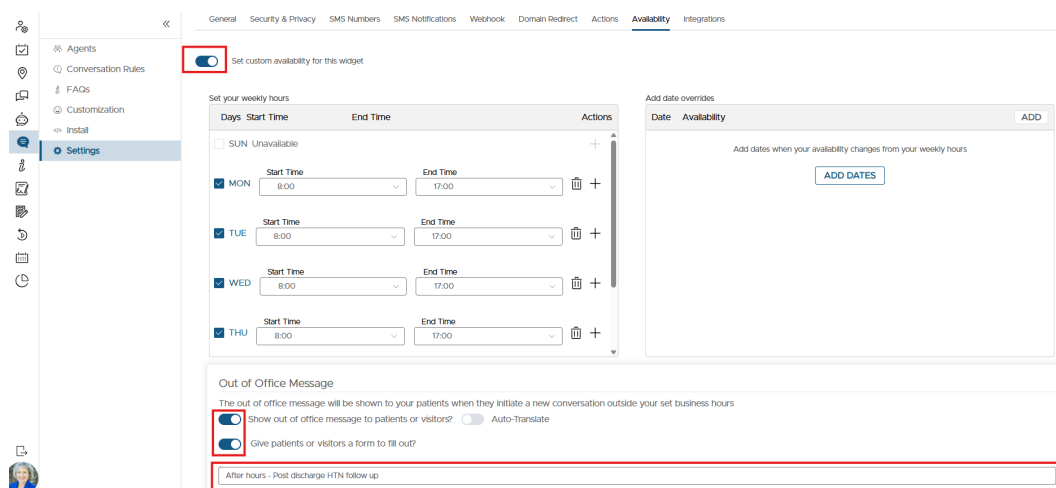 General Security & Privacy SMS Numbers SMS Notifications Webhook Domain Redirect Actions Availability Integrations
Agents
Conversation Rules
FAQs
Customization
Install
Settings
Set custom availability for this widget
Set your weekly hours
Days Start Time End Time Actions
SUN Unavailable
Start Time End Time
MON 8:00 17:00
Start Time End Time
TUE 8:00 17:00
Start Time End Time
WED 8:00 17:00
Start Time End Time
THU 8:00 17:00
Add date overrides
Date Availability ADD
Add dates when your availability changes from your weekly hours
ADD DATES
Out of Office Message
The out of office message will be shown to your patients when they initiate a new conversation outside your set business hours
Show out of office message to patients or visitors? Auto-Translate
Give patients or visitors a form to fill out?
After hours - Post discharge HTN follow up